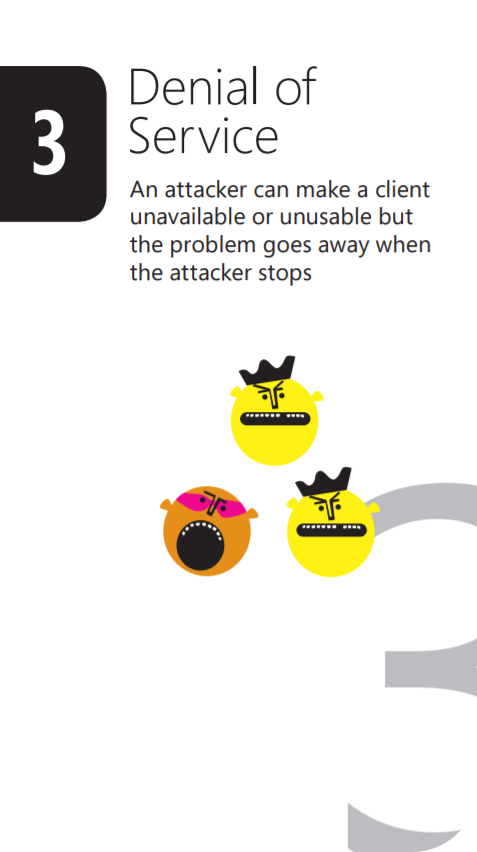 3
Denial of
Service
An attacker can make a client
unavailable or unusable but
the problem goes away when
the attacker stops
3